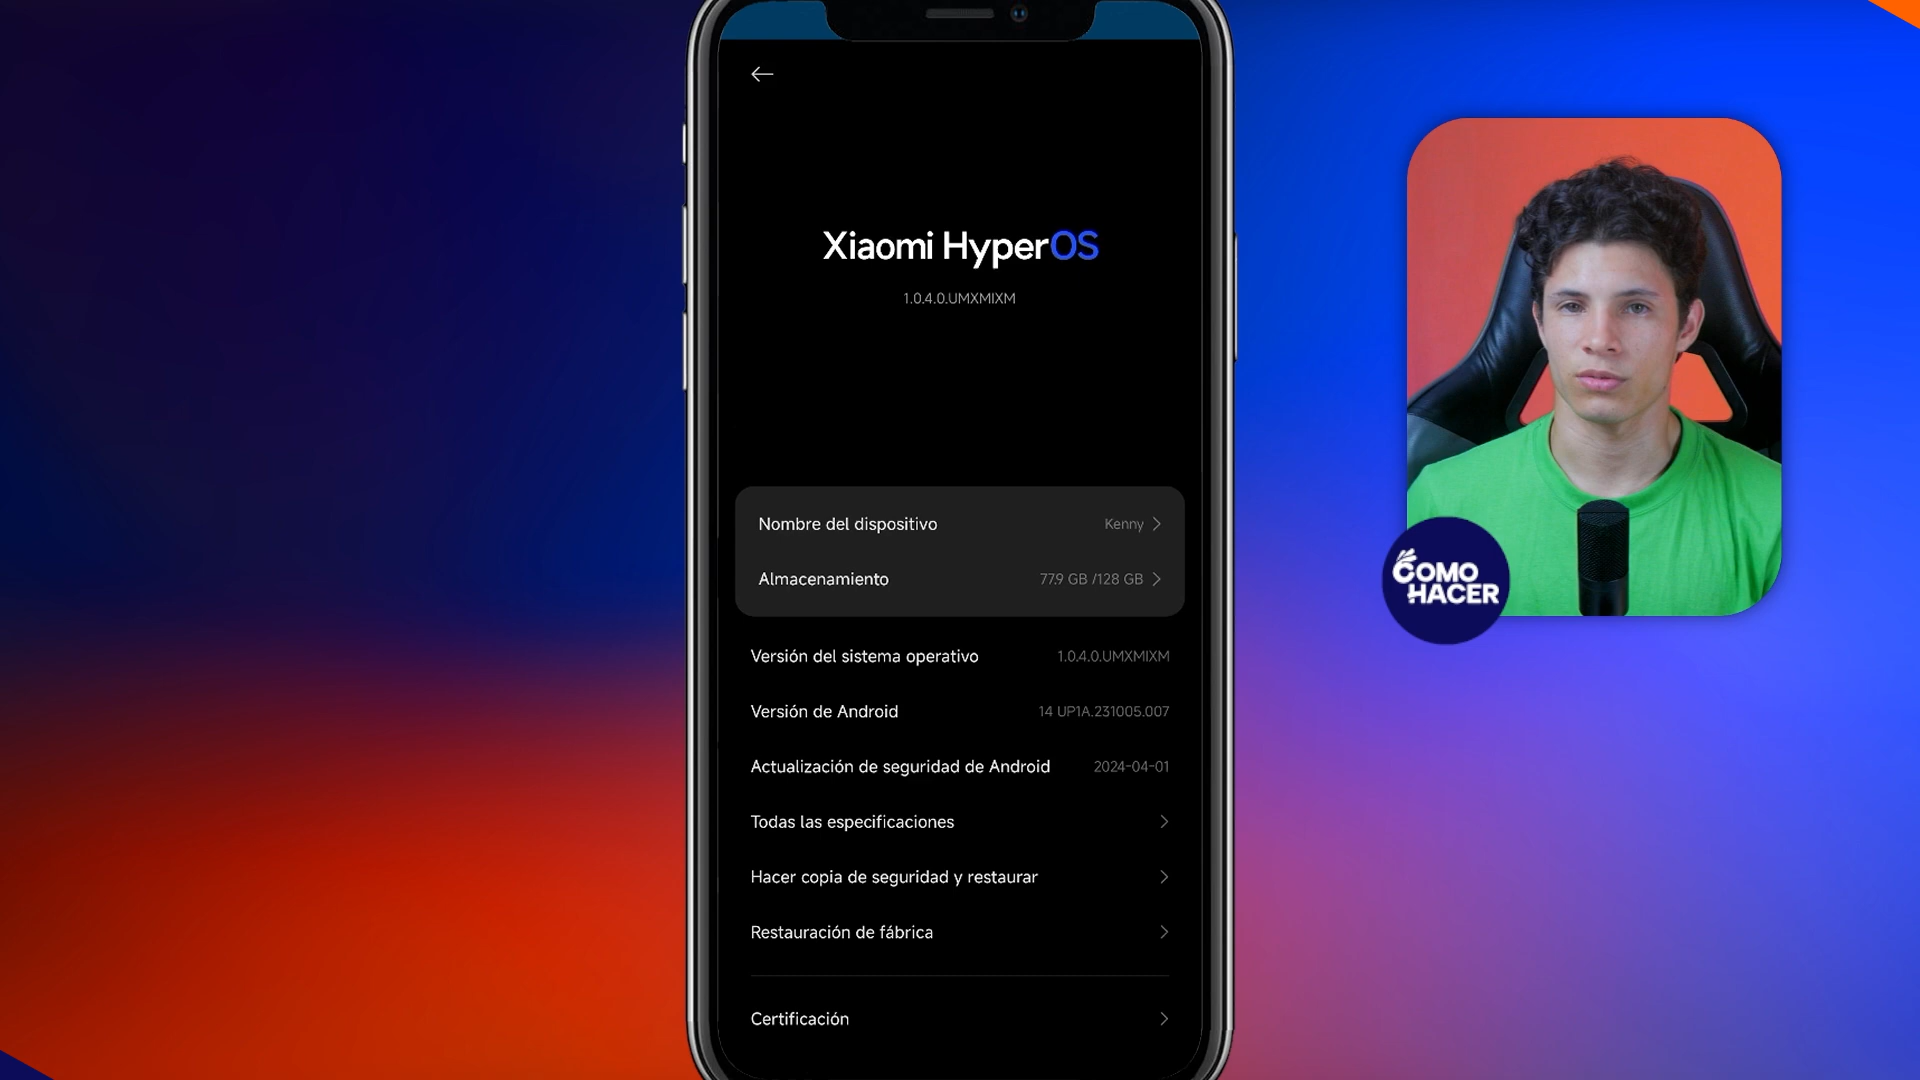 Xiaomi HyperOS
1.0.4.0.UMXMIXM
Nombre del dispositivo Kenny
Almacenamiento 77.9 GB /128 GB
Versión del sistema operativo 1.0.4.0.UMXMIXM
Versión de Android 14 UP1A.231005.007
Actualización de seguridad de Android 2024-04-01
Todas las especificaciones
Hacer copia de seguridad y restaurar
Restauración de fábrica
Certificación
COMO
HACER